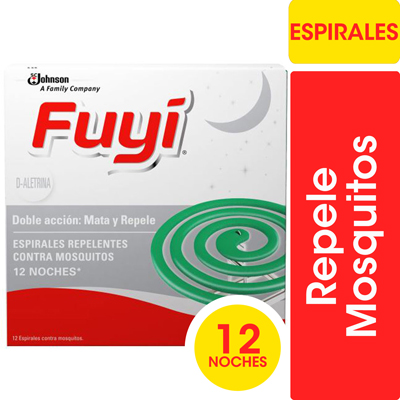 ESPIRALES
Johnson
A Family Company
Fuyí
D-ALETRINA
Doble acción: Mata y Repele
ESPIRALES REPELENTES
CONTRA MOSQUITOS
12 NOCHES*
12 Espirales contra mosquitos.
12
NOCHES
Repele
Mosquitos